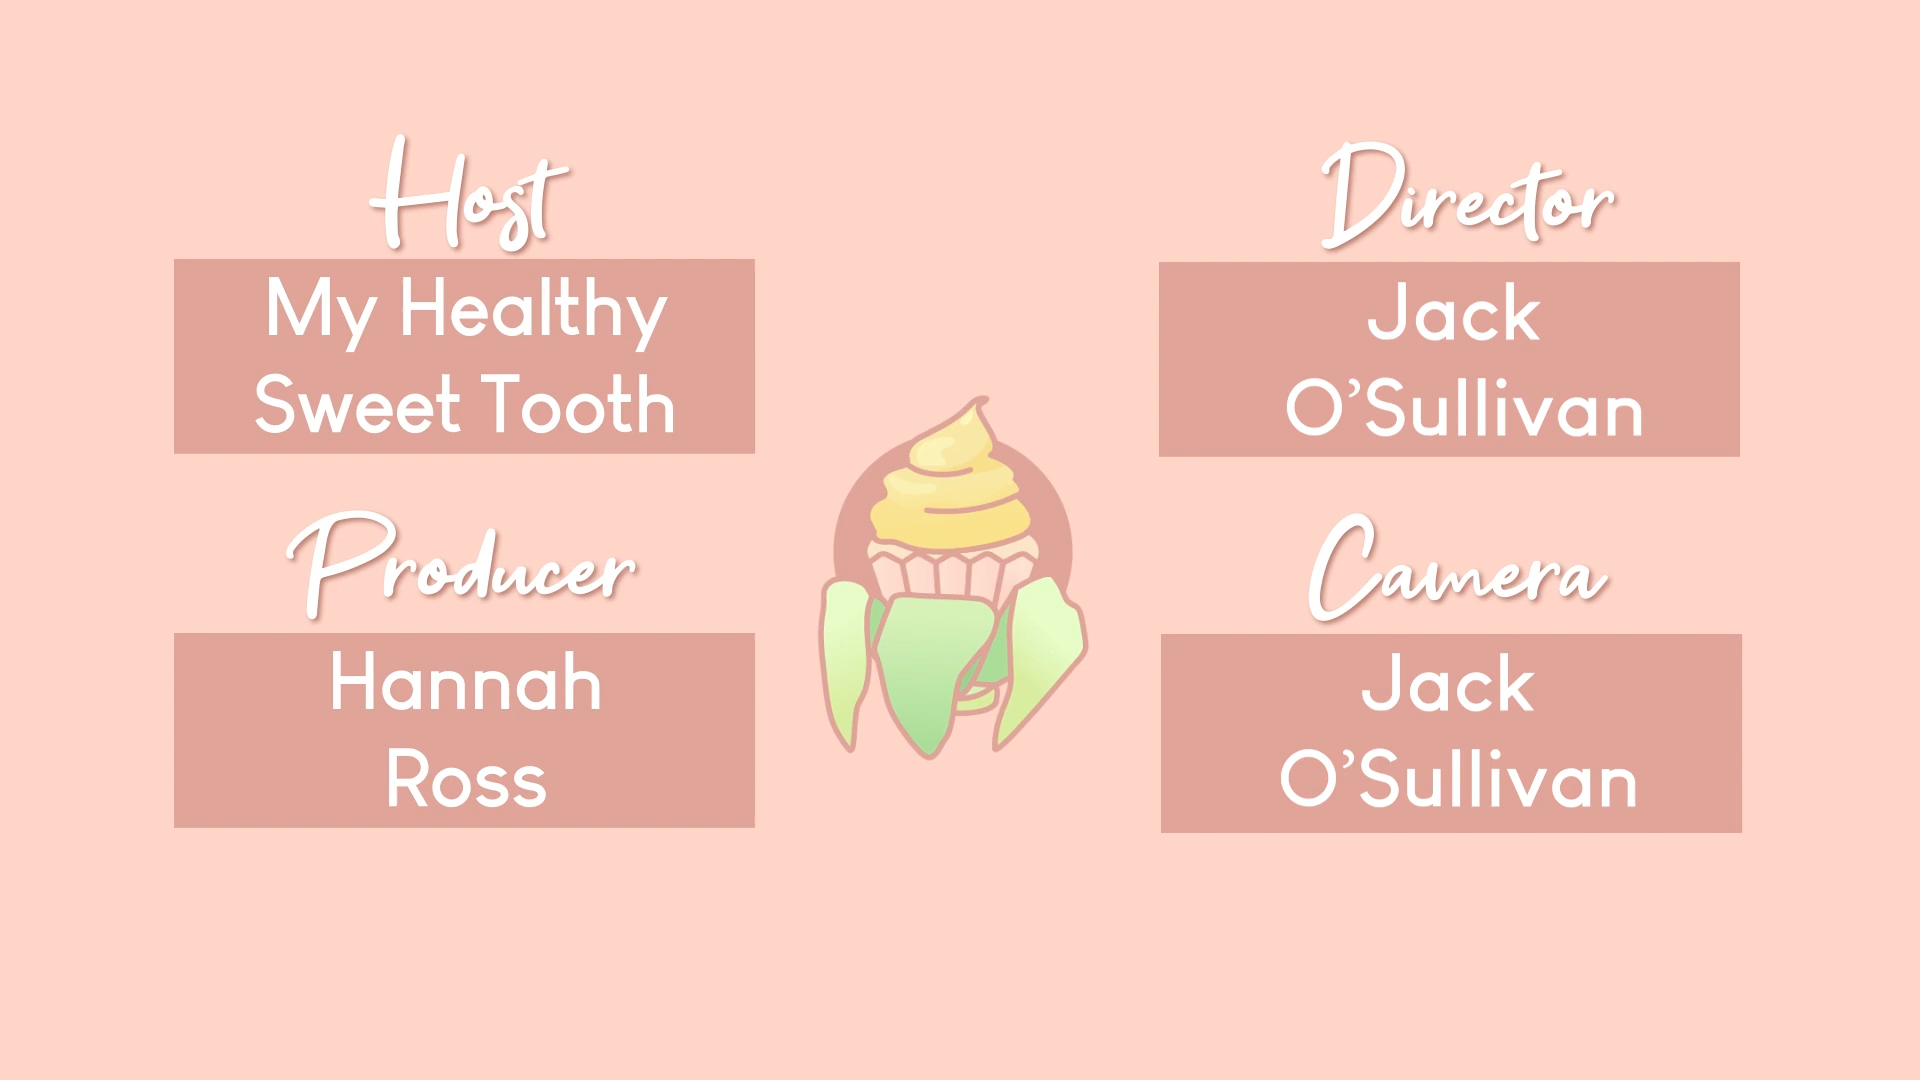 Host
My Healthy
Sweet Tooth
Producer
Hannah
Ross
Director
Jack
O’Sullivan
Camera
Jack
O’Sullivan